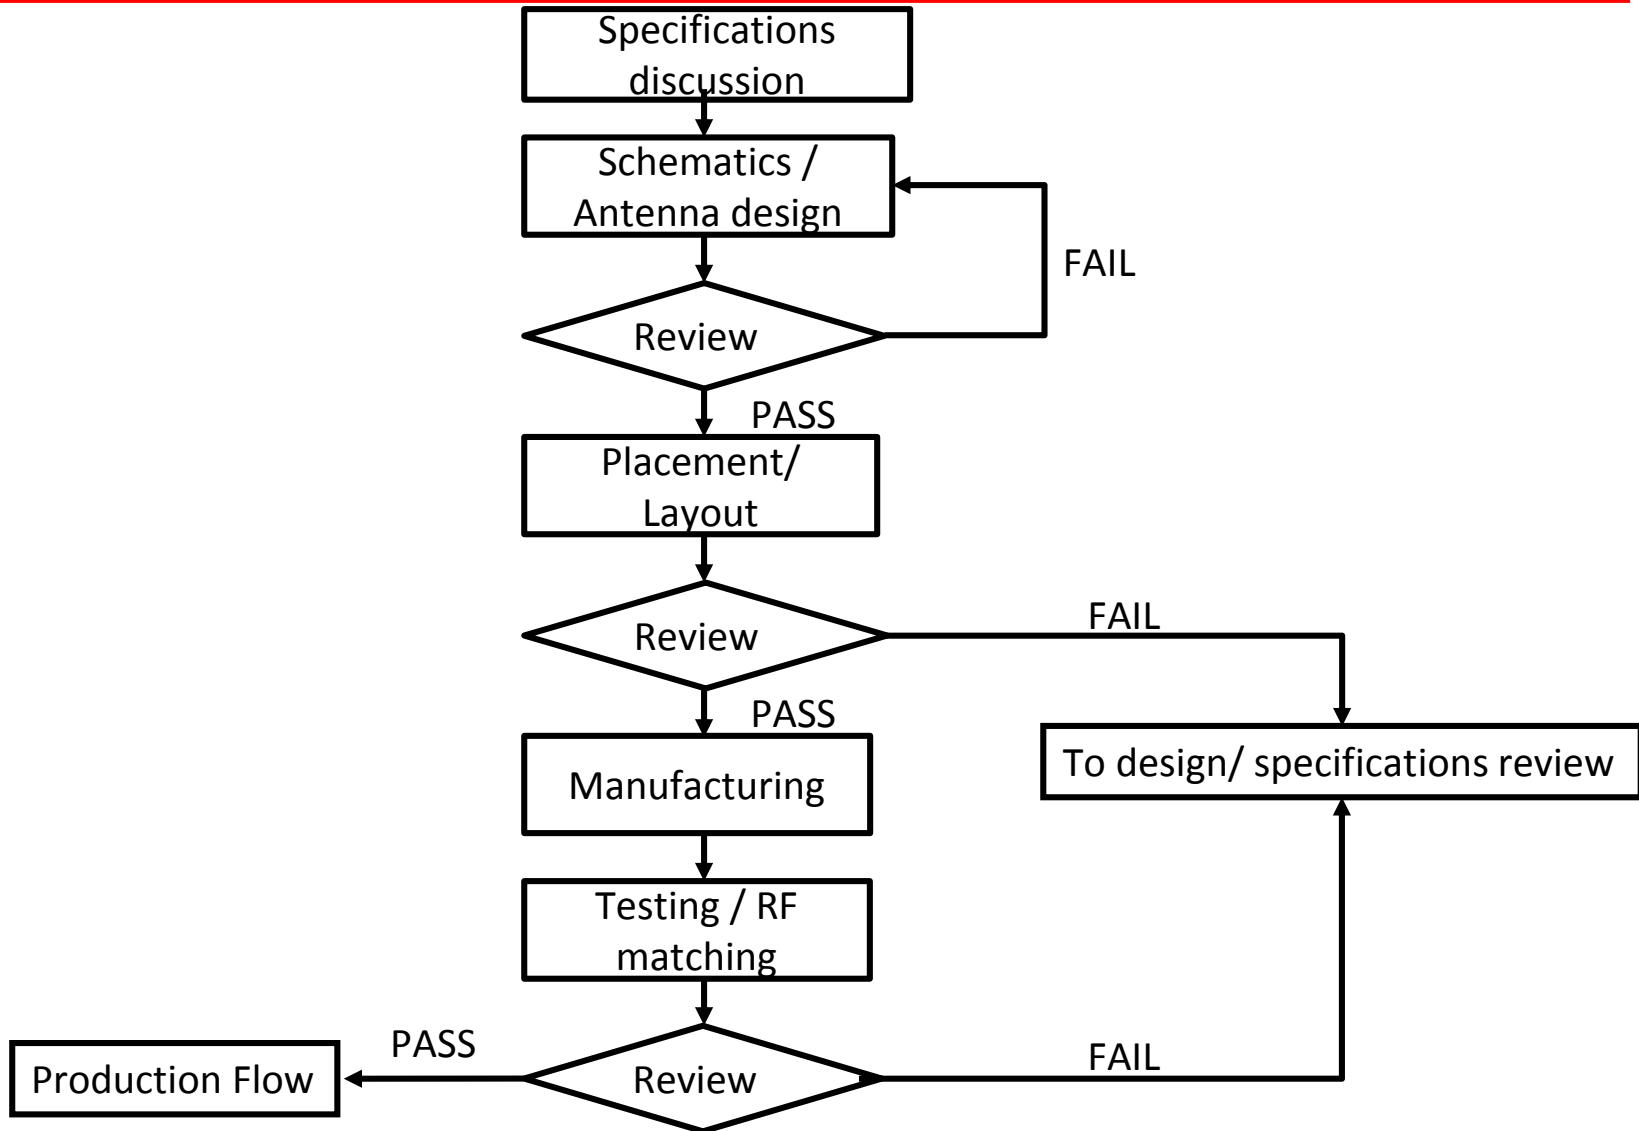 Specifications
discussion
Schematics /
Antenna design
FAIL
Review
PASS
Placement/
Layout
Review
FAIL
PASS
Manufacturing
To design/ specifications review
Testing / RF
matching
Review
PASS
FAIL
Production Flow